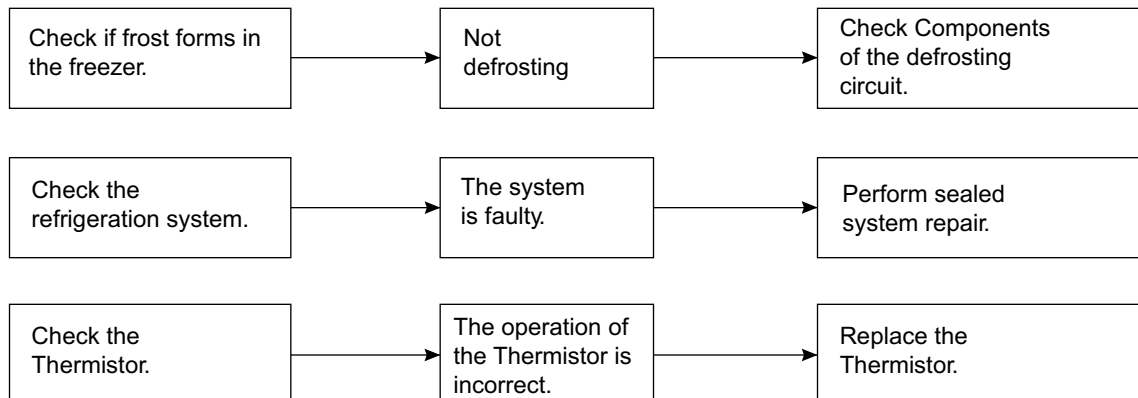 Check if frost forms in
the freezer.
Not
defrosting
Check Components
of the defrosting
circuit.
Check the
refrigeration system.
The system
is faulty.
Perform sealed
system repair.
Check the
Thermistor.
The operation of
the Thermistor is
incorrect.
Replace the
Thermistor.